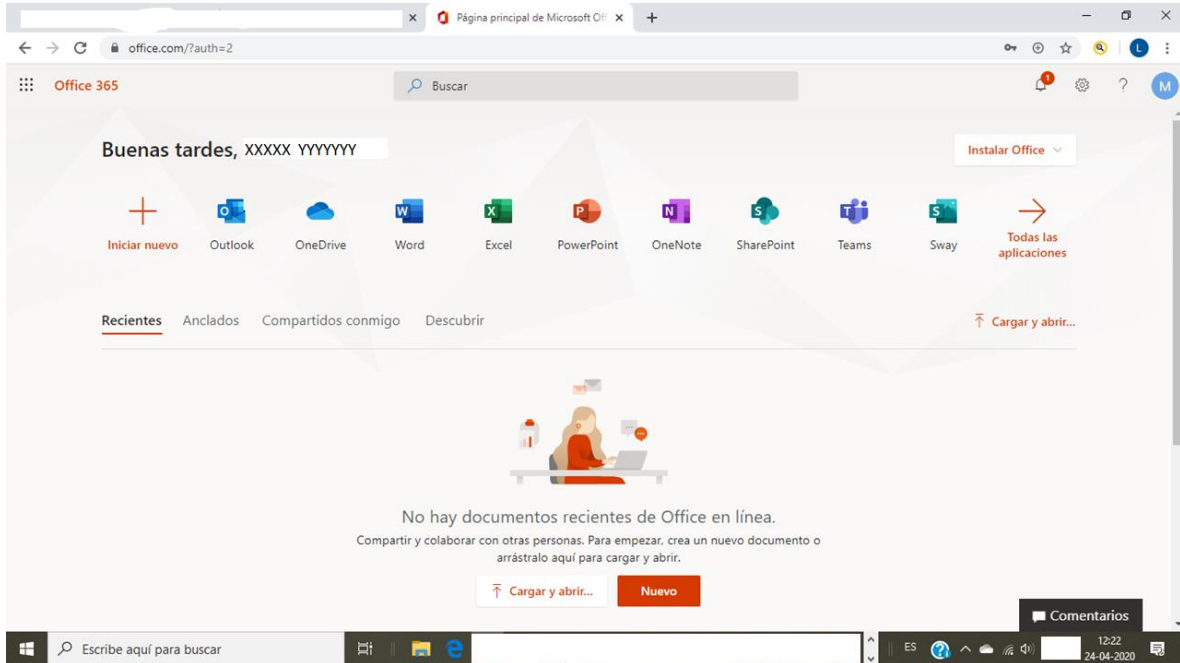 Página principal de Microsoft Off
office.com/?auth=2
L
Office 365
Buscar
1
M
Buenas tardes, XXXXX YYYYYYY
Instalar Office
Iniciar nuevo
Outlook
OneDrive
Word
Excel
PowerPoint
OneNote
SharePoint
Teams
Sway
Todas las
aplicaciones
Recientes
Anclados
Compartidos conmigo
Descubrir
Cargar y abrir...
No hay documentos recientes de Office en línea.
Compartir y colaborar con otras personas. Para empezar, crea un nuevo documento o
arrástralo aquí para cargar y abrir.
Cargar y abrir...
Nuevo
Comentarios
Escribe aquí para buscar
ES
12:22
24-04-2020